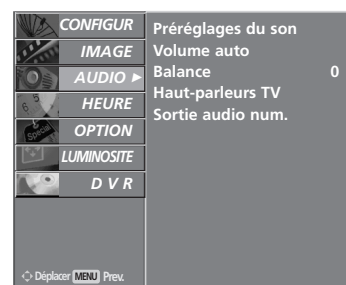 CONFIGUR
IMAGE
AUDIO ►
HEURE
OPTION
LUMINOSITE
D V R
Préréglages du son
Volume auto
Balance 0
Haut-parleurs TV
Sortie audio num.
Déplacer MENU Prev.